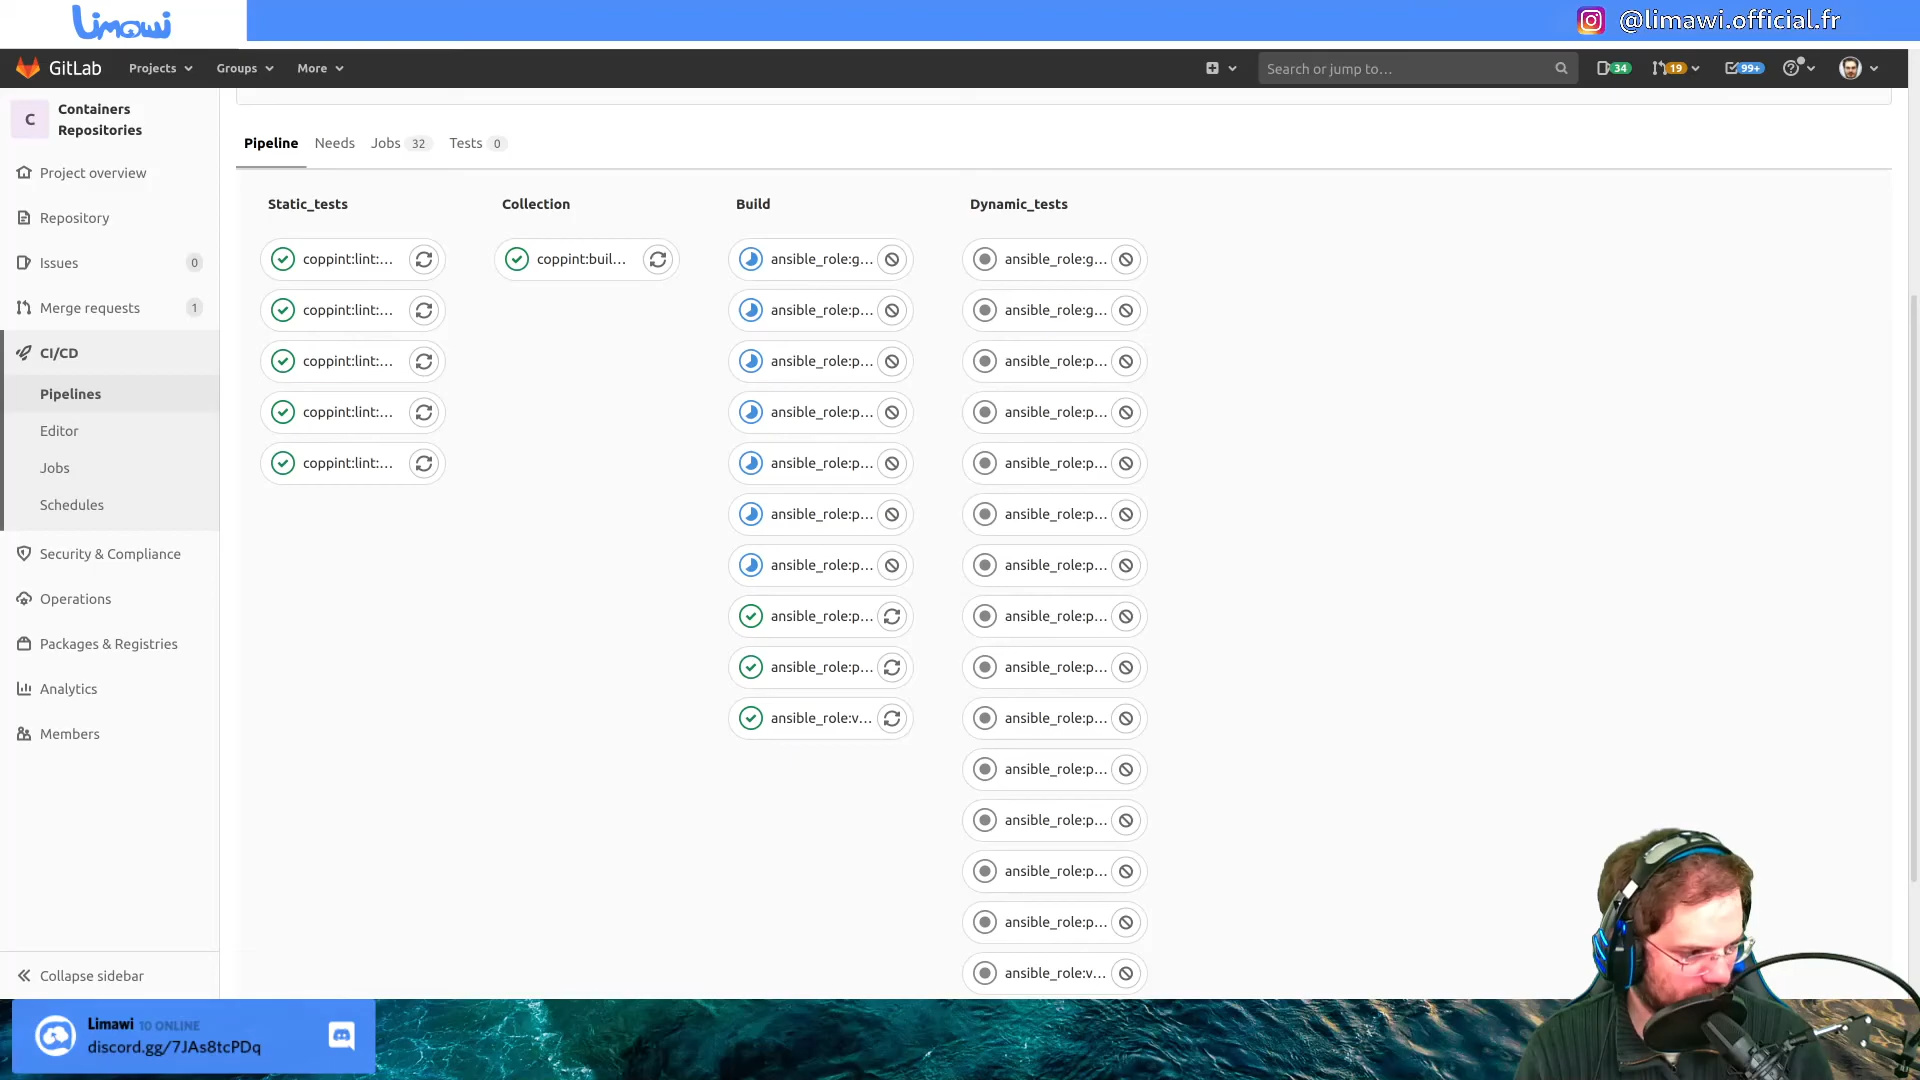 Limawi
@limawi.official.fr
GitLab
Projects
Groups
More
Search or jump to…
34
19
99+
C
Containers
Repositories
Project overview
Repository
Issues
0
Merge requests
1
CI/CD
Pipelines
Editor
Jobs
Schedules
Security & Compliance
Operations
Packages & Registries
Analytics
Members
Collapse sidebar
Pipeline
Needs
Jobs 32
Tests 0
Static_tests
coppint:lint:...
coppint:lint:...
coppint:lint:...
coppint:lint:...
coppint:lint:...
Collection
coppint:buil...
Build
ansible_role:g...
ansible_role:p...
ansible_role:p...
ansible_role:p...
ansible_role:p...
ansible_role:p...
ansible_role:p...
ansible_role:p...
ansible_role:p...
ansible_role:v...
Dynamic_tests
ansible_role:g...
ansible_role:g...
ansible_role:p...
ansible_role:p...
ansible_role:p...
ansible_role:p...
ansible_role:p...
ansible_role:p...
ansible_role:p...
ansible_role:p...
ansible_role:p...
ansible_role:p...
ansible_role:p...
ansible_role:p...
ansible_role:v...
Limawi 10 ONLINE
discord.gg/7JAs8tcPDq